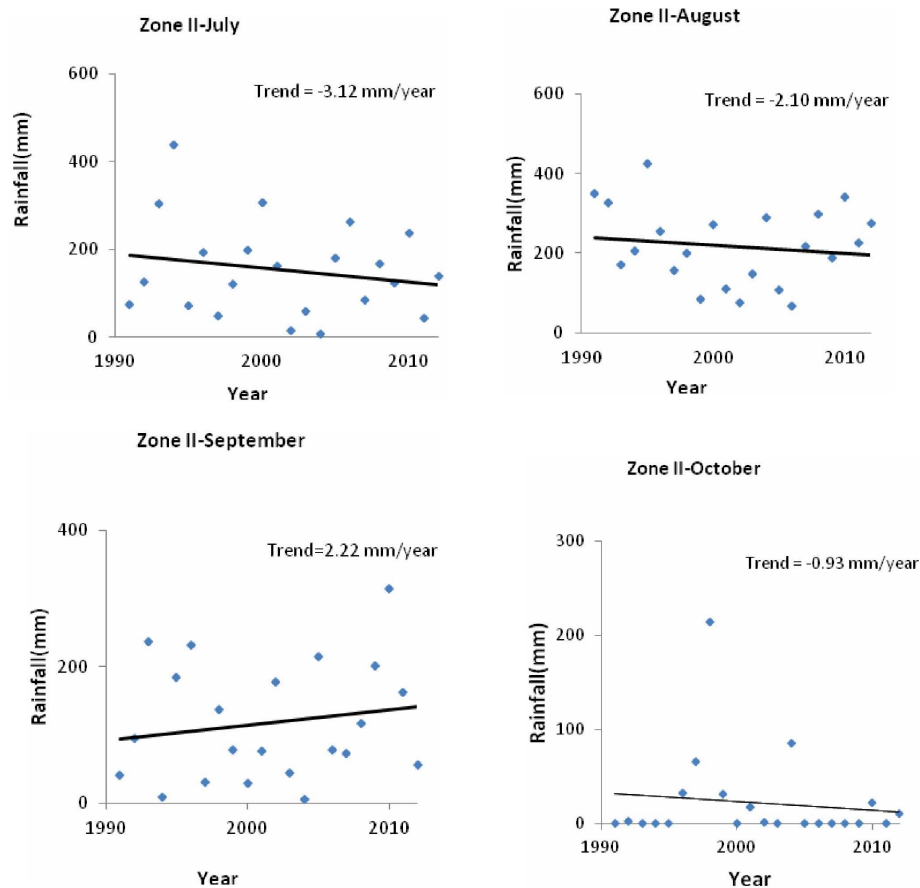 Zone II-July
Trend = -3.12 mm/year
Rainfall(mm)
600
400
200
0
1990
2000
2010
Year
Zone II-August
Trend = -2.10 mm/year
Rainfall(mm)
600
400
200
0
1990
2000
2010
Year
Zone II-September
Trend=2.22 mm/year
Rainfall(mm)
400
200
0
1990
2000
2010
Year
Zone II-October
Trend = -0.93 mm/year
Rainfall(mm)
300
200
100
0
1990
2000
2010
Year